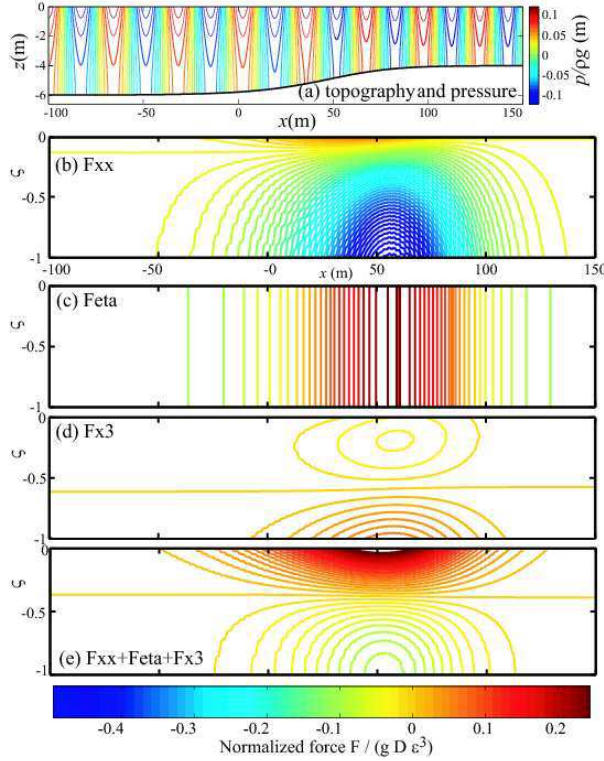 0
-2
-4
-6
z(m)
(a) topography and pressure
-100 -50 0 50 100 150
x(m)
0.1
0.05
0
-0.05
-0.1
p/ρg (m)
0
-0.5
-1
ς
(b) Fxx
-100 -50 -0 50 100 150
x (m)
0
-0.5
-1
ς
(c) Feta
0
-0.5
-1
ς
(d) Fx3
0
-0.5
-1
ς
(e) Fxx+Feta+Fx3
-0.4 -0.3 -0.2 -0.1 0 0.1 0.2
Normalized force F / (g D ε³)